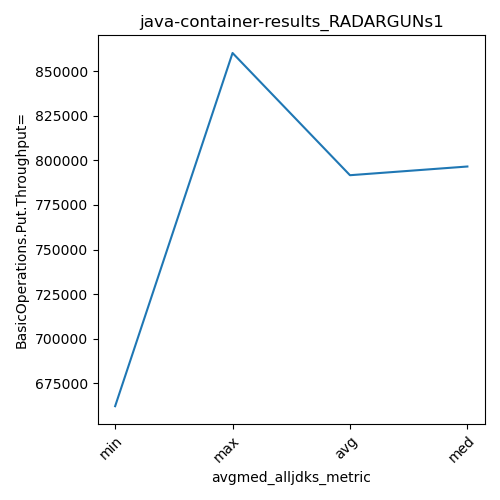 java-container-results_RADARGUNs1
BasicOperations.Put.Throughput=
850000
825000
800000
775000
750000
725000
700000
675000
min
max
avg
med
avgmed_alljdks_metric